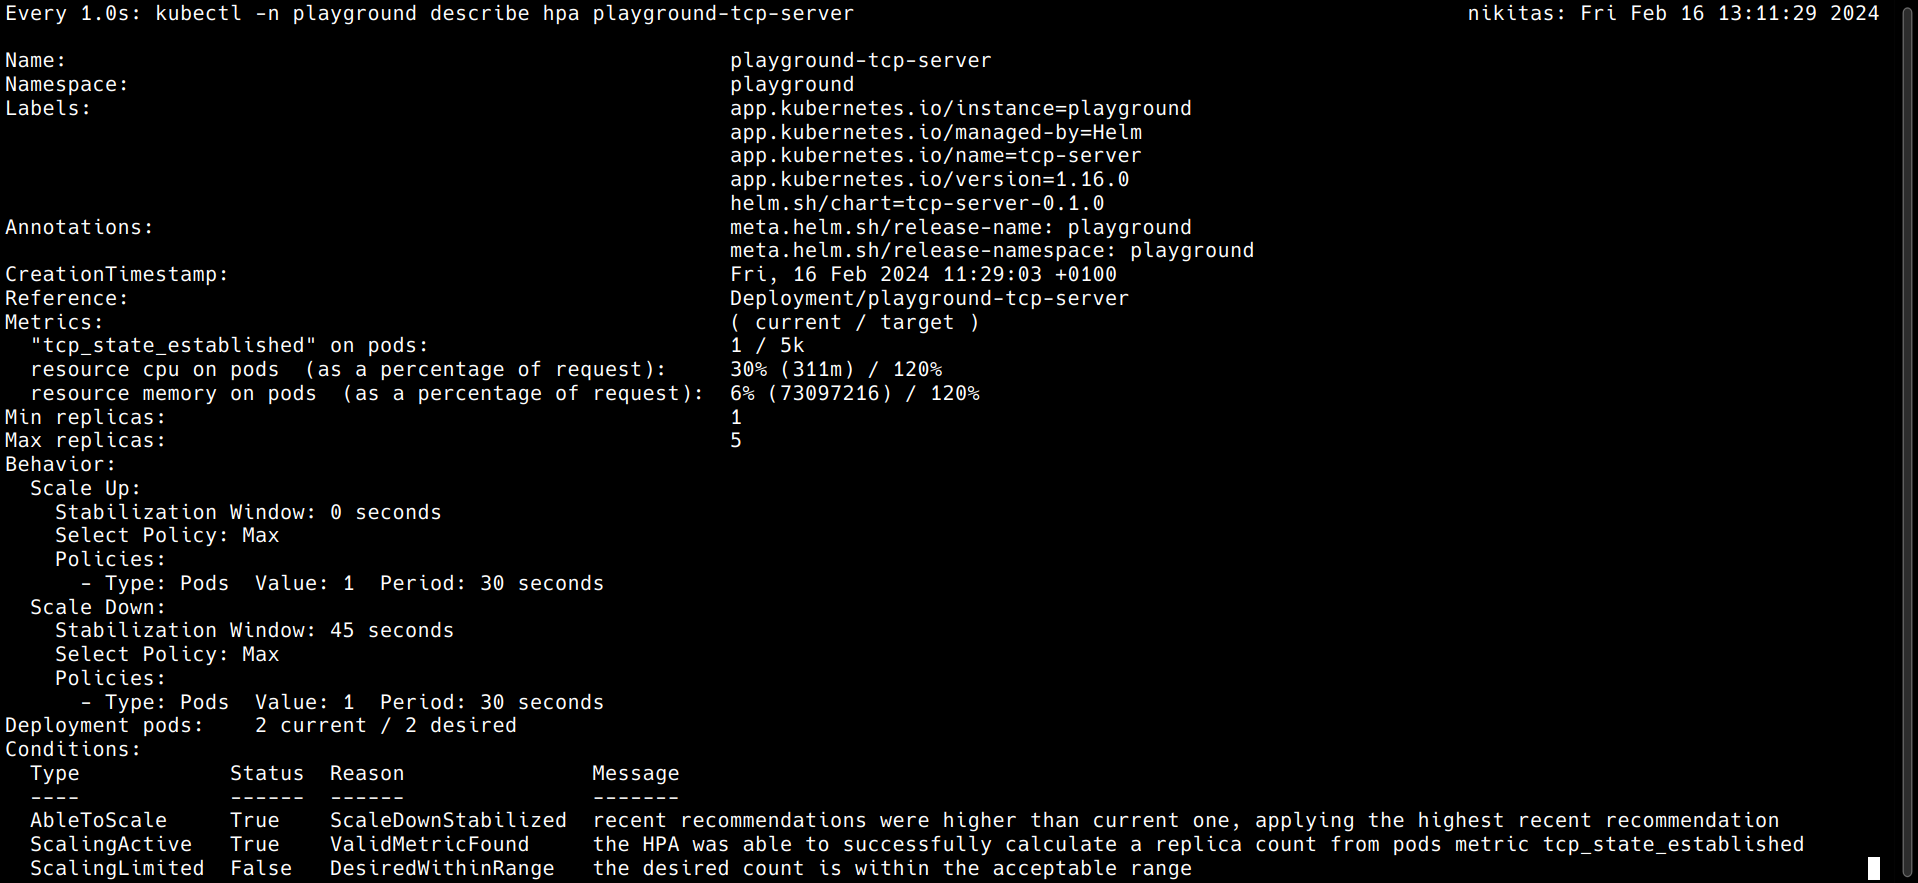 Every 1.0s: kubectl -n playground describe hpa playground-tcp-server                                                 nikitas: Fri Feb 16 13:11:29 2024

Name:                                                     playground-tcp-server
Namespace:                                                playground
Labels:                                                   app.kubernetes.io/instance=playground
                                                          app.kubernetes.io/managed-by=Helm
                                                          app.kubernetes.io/name=tcp-server
                                                          app.kubernetes.io/version=1.16.0
                                                          helm.sh/chart=tcp-server-0.1.0
Annotations:                                              meta.helm.sh/release-name: playground
                                                          meta.helm.sh/release-namespace: playground
CreationTimestamp:                                        Fri, 16 Feb 2024 11:29:03 +0100
Reference:                                                Deployment/playground-tcp-server
Metrics:                                                  ( current / target )
  "tcp_state_established" on pods:                        1 / 5k
  resource cpu on pods  (as a percentage of request):     30% (311m) / 120%
  resource memory on pods  (as a percentage of request):  6% (73097216) / 120%
Min replicas:                                             1
Max replicas:                                             5
Behavior:
  Scale Up:
    Stabilization Window: 0 seconds
    Select Policy: Max
    Policies:
      - Type: Pods  Value: 1  Period: 30 seconds
  Scale Down:
    Stabilization Window: 45 seconds
    Select Policy: Max
    Policies:
      - Type: Pods  Value: 1  Period: 30 seconds
Deployment pods:    2 current / 2 desired
Conditions:
  Type            Status  Reason               Message
  ----            ------  ------               -------
  AbleToScale     True    ScaleDownStabilized  recent recommendations were higher than current one, applying the highest recent recommendation
  ScalingActive   True    ValidMetricFound     the HPA was able to successfully calculate a replica count from pods metric tcp_state_established
  ScalingLimited  False   DesiredWithinRange   the desired count is within the acceptable range